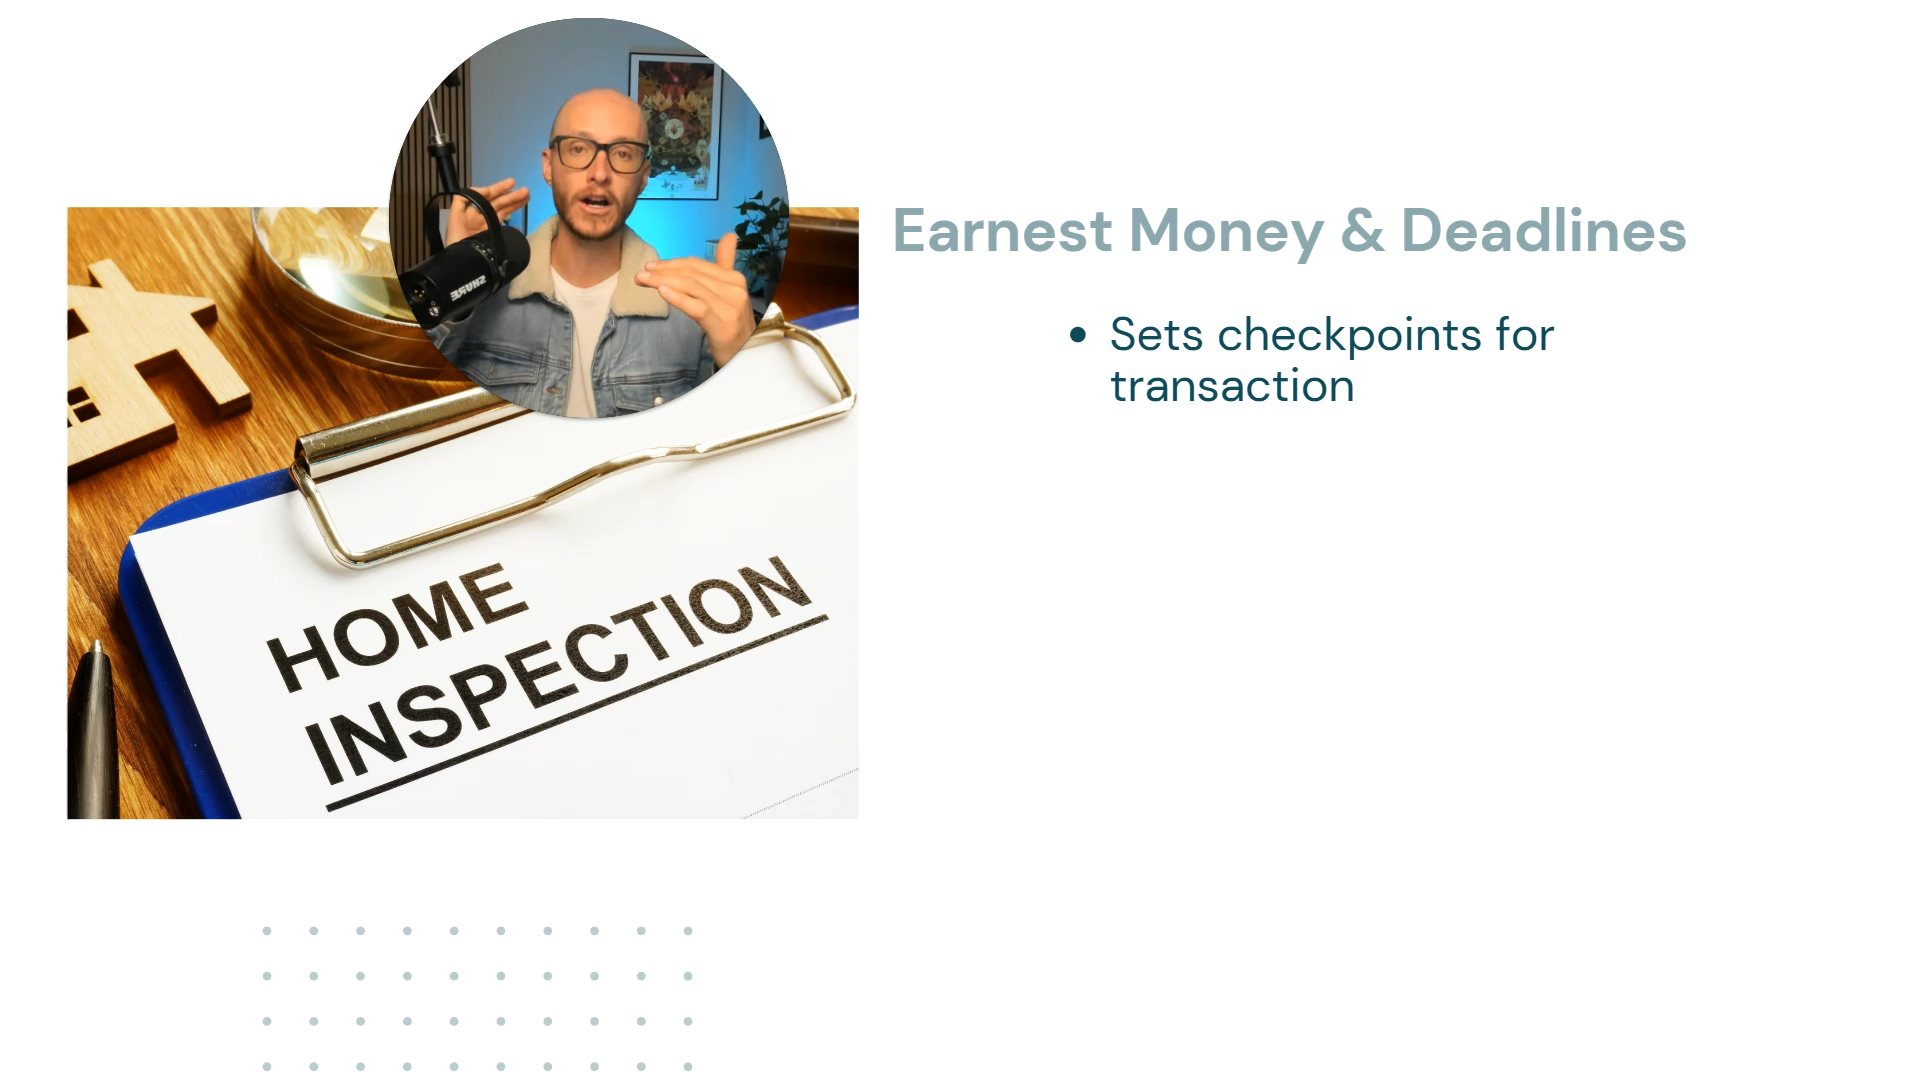 SHURE
Earnest Money & Deadlines
• Sets checkpoints for
transaction
HOME
INSPECTION